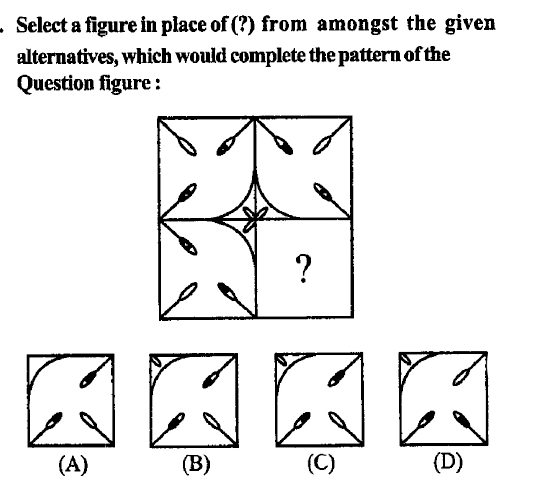 . Select a figure in place of (?) from amongst the given
alternatives, which would complete the pattern of the
Question figure :
?
(A) (B) (C) (D)